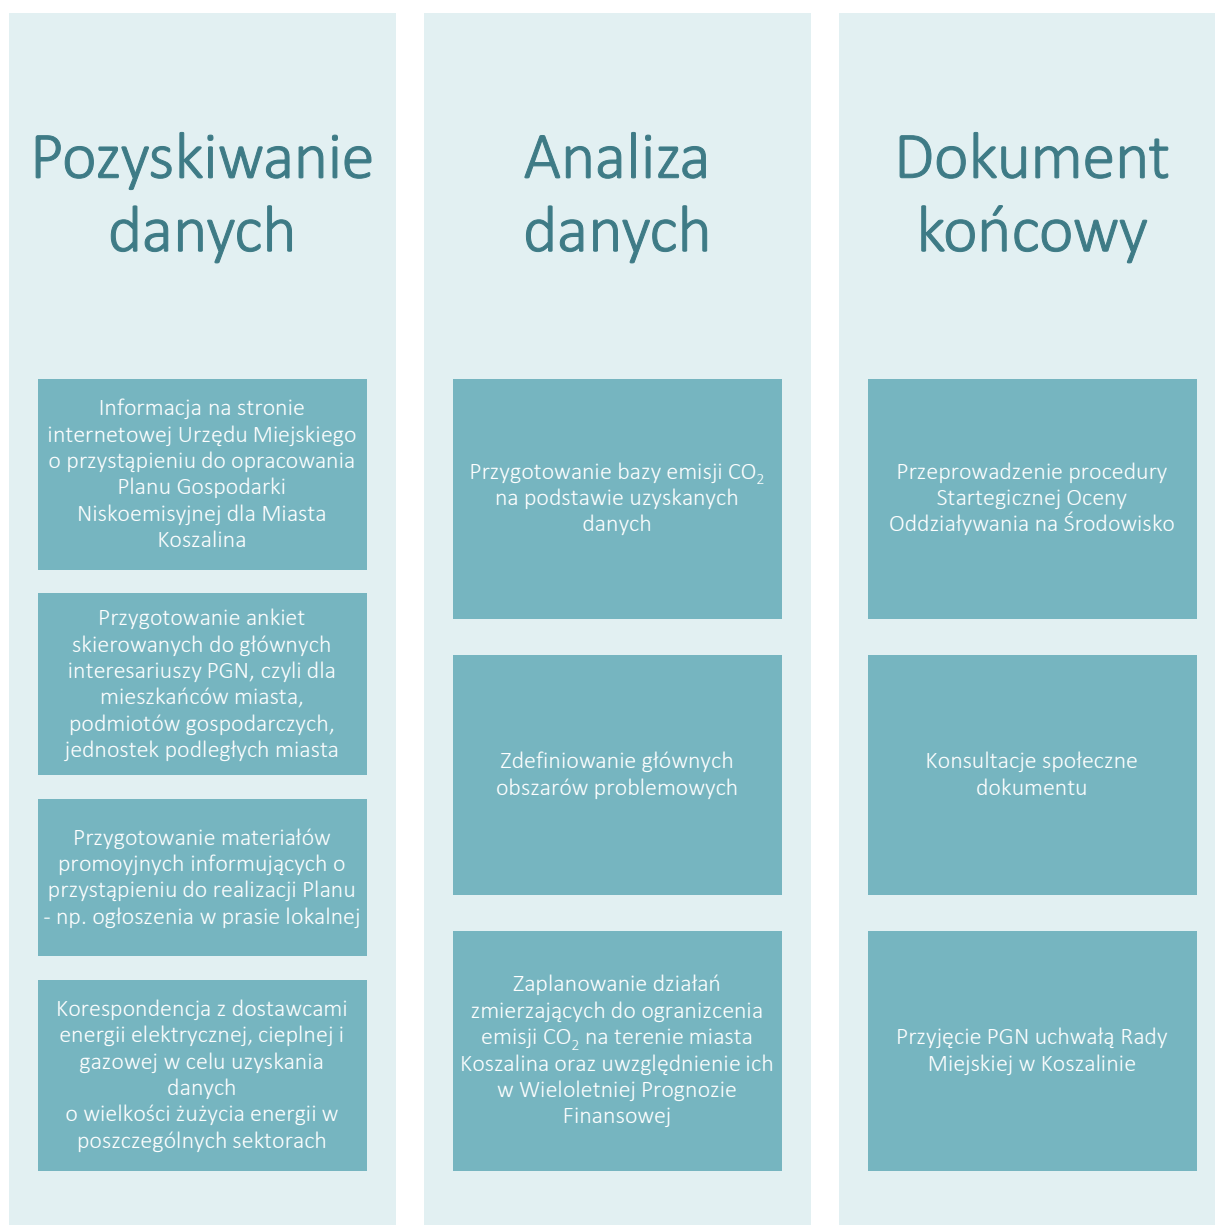 Pozyskiwanie
danych
Informacja na stronie
internetowej Urzędu Miejskiego
o przystąpieniu do opracowania
Planu Gospodarki
Niskoemisyjnej dla Miasta
Koszalina
Przygotowanie ankiet
skierowanych do głównych
interesariuszy PGN, czyli dla
mieszkańców miasta,
podmiotów gospodarczych,
jednostek podległych miasta
Przygotowanie materiałów
promoyjnych informujących o
przystąpieniu do realizacji Planu
- np. ogłoszenia w prasie lokalnej
Korespondencja z dostawcami
energii elektrycznej, cieplnej i
gazowej w celu uzyskania
danych
o wielkości żużycia energii w
poszczególnych sektorach
Analiza
danych
Przygotowanie bazy emisji CO₂
na podstawie uzyskanych
danych
Zdefiniowanie głównych
obszarów problemowych
Zaplanowanie działań
zmierzających do ogranizcenia
emisji CO₂ na terenie miasta
Koszalina oraz uwzględnienie ich
w Wieloletniej Prognozie
Finansowej
Dokument
końcowy
Przeprowadzenie procedury
Startegicznej Oceny
Oddziaływania na Środowisko
Konsultacje społeczne
dokumentu
Przyjęcie PGN uchwałą Rady
Miejskiej w Koszalinie